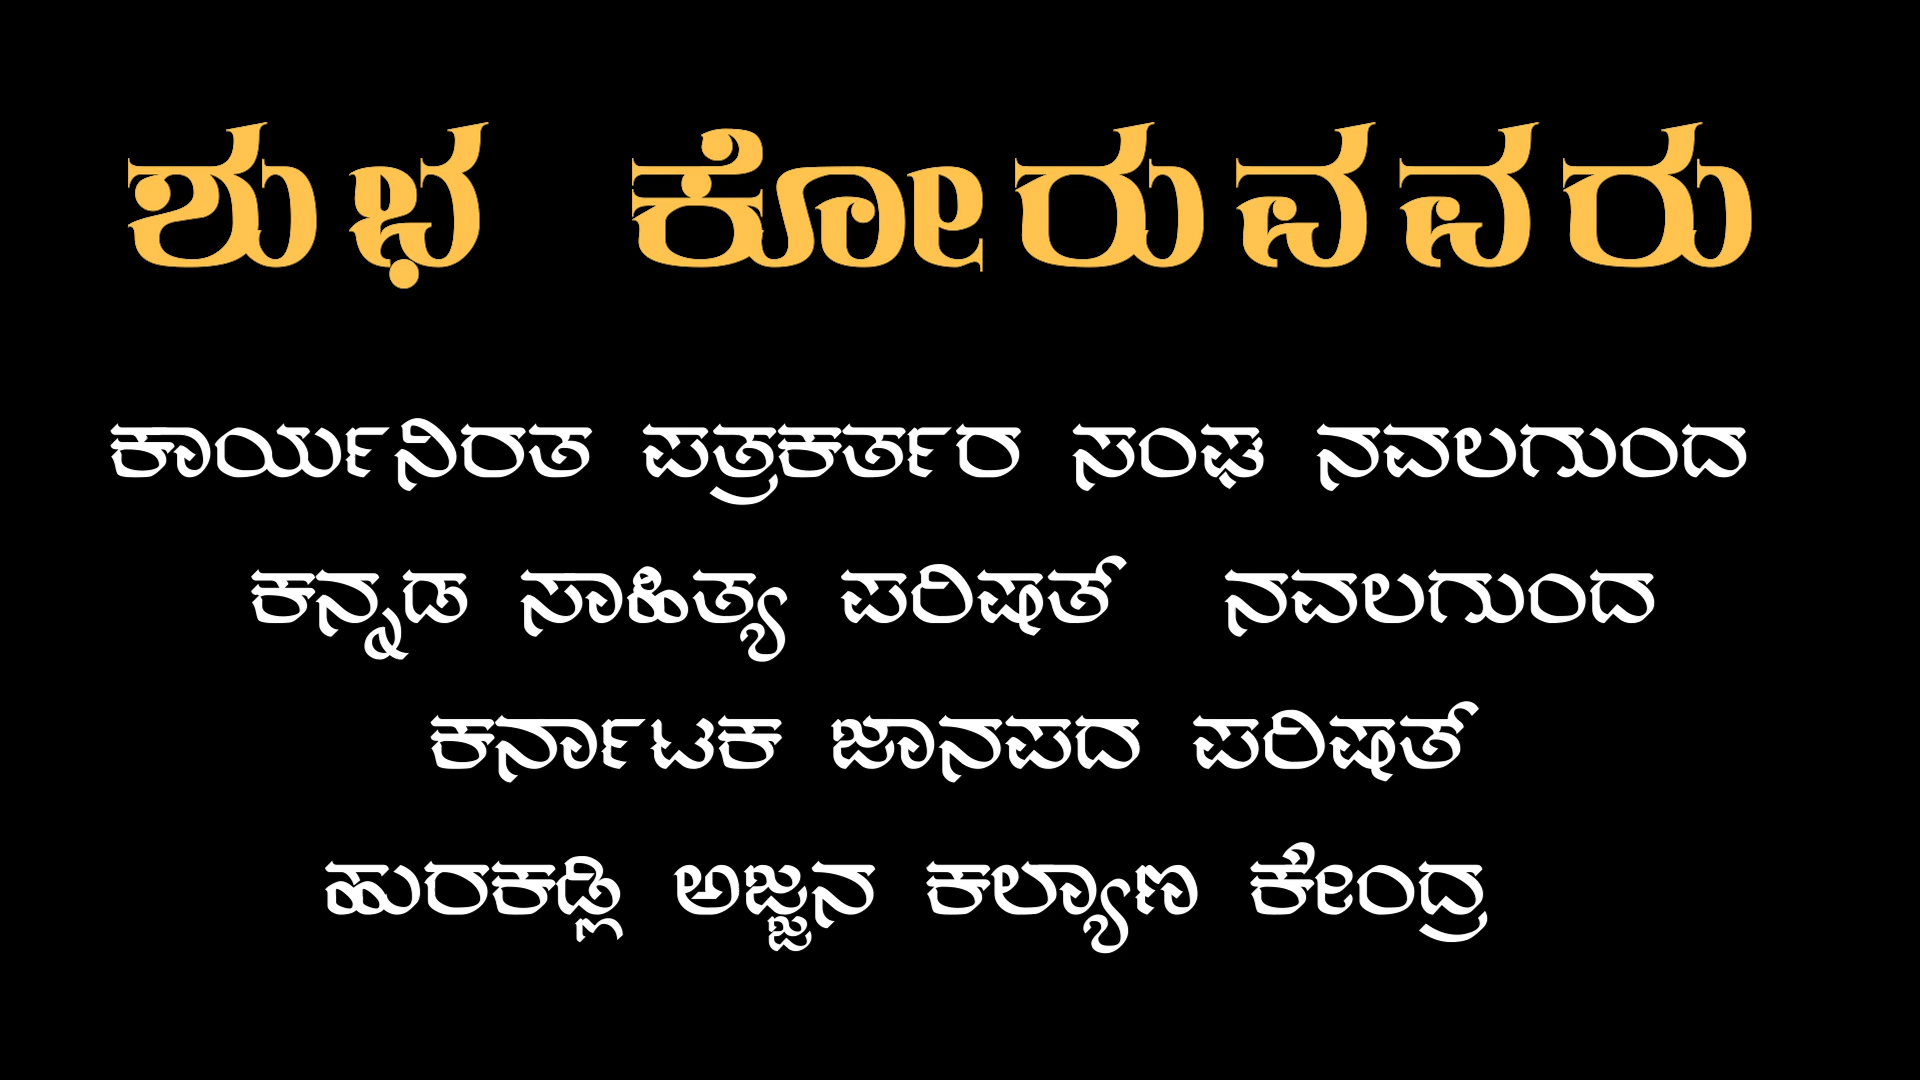 ಶುಭ ಕೋರುವವರು
ಕಾರ್ಯನಿರತ ಪತ್ರಕರ್ತರ ಸಂಘ ನವಲಗುಂದ
ಕನ್ನಡ ಸಾಹಿತ್ಯ ಪರಿಷತ್ ನವಲಗುಂದ
ಕರ್ನಾಟಕ ಜಾನಪದ ಪರಿಷತ್
ಹುರಕಡ್ಲಿ ಅಜ್ಜನ ಕಲ್ಯಾಣ ಕೇಂದ್ರ